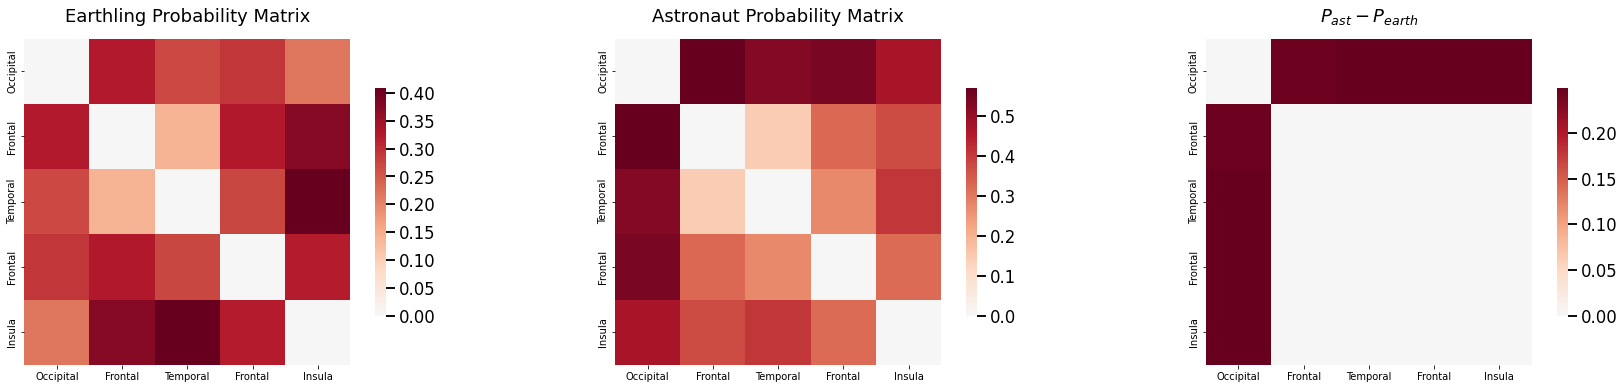 Earthling Probability Matrix
Occipital
Frontal
Temporal
Frontal
Insula
Occipital Frontal Temporal Frontal Insula
0.40
0.35
0.30
0.25
0.20
0.15
0.10
0.05
0.00
Astronaut Probability Matrix
Occipital
Frontal
Temporal
Frontal
Insula
Occipital Frontal Temporal Frontal Insula
0.5
0.4
0.3
0.2
0.1
0.0
P_ast − P_earth
Occipital
Frontal
Temporal
Frontal
Insula
Occipital Frontal Temporal Frontal Insula
0.20
0.15
0.10
0.05
0.00